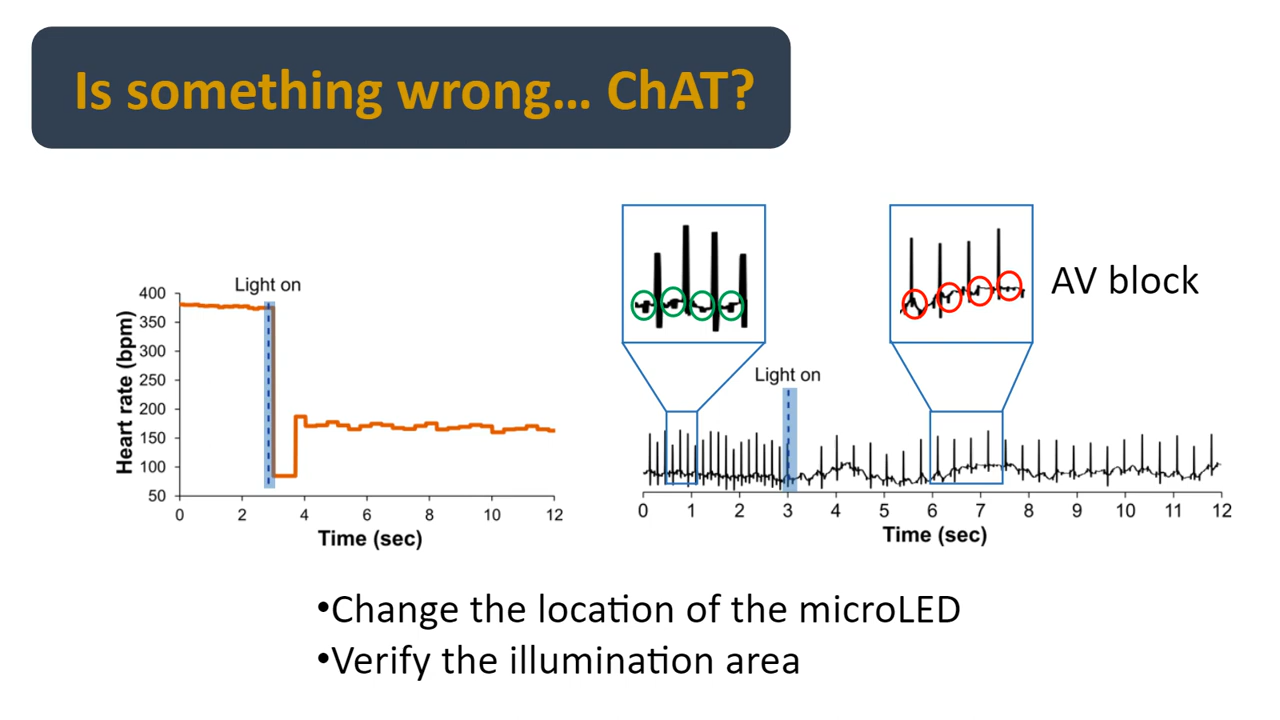 Is something wrong... ChAT?
Light on
400
350
300
250
200
150
100
50
Heart rate (bpm)
0 2 4 6 8 10 12
Time (sec)
AV block
Light on
0 1 2 3 4 5 6 7 8 9 10 11 12
Time (sec)
•Change the location of the microLED
•Verify the illumination area